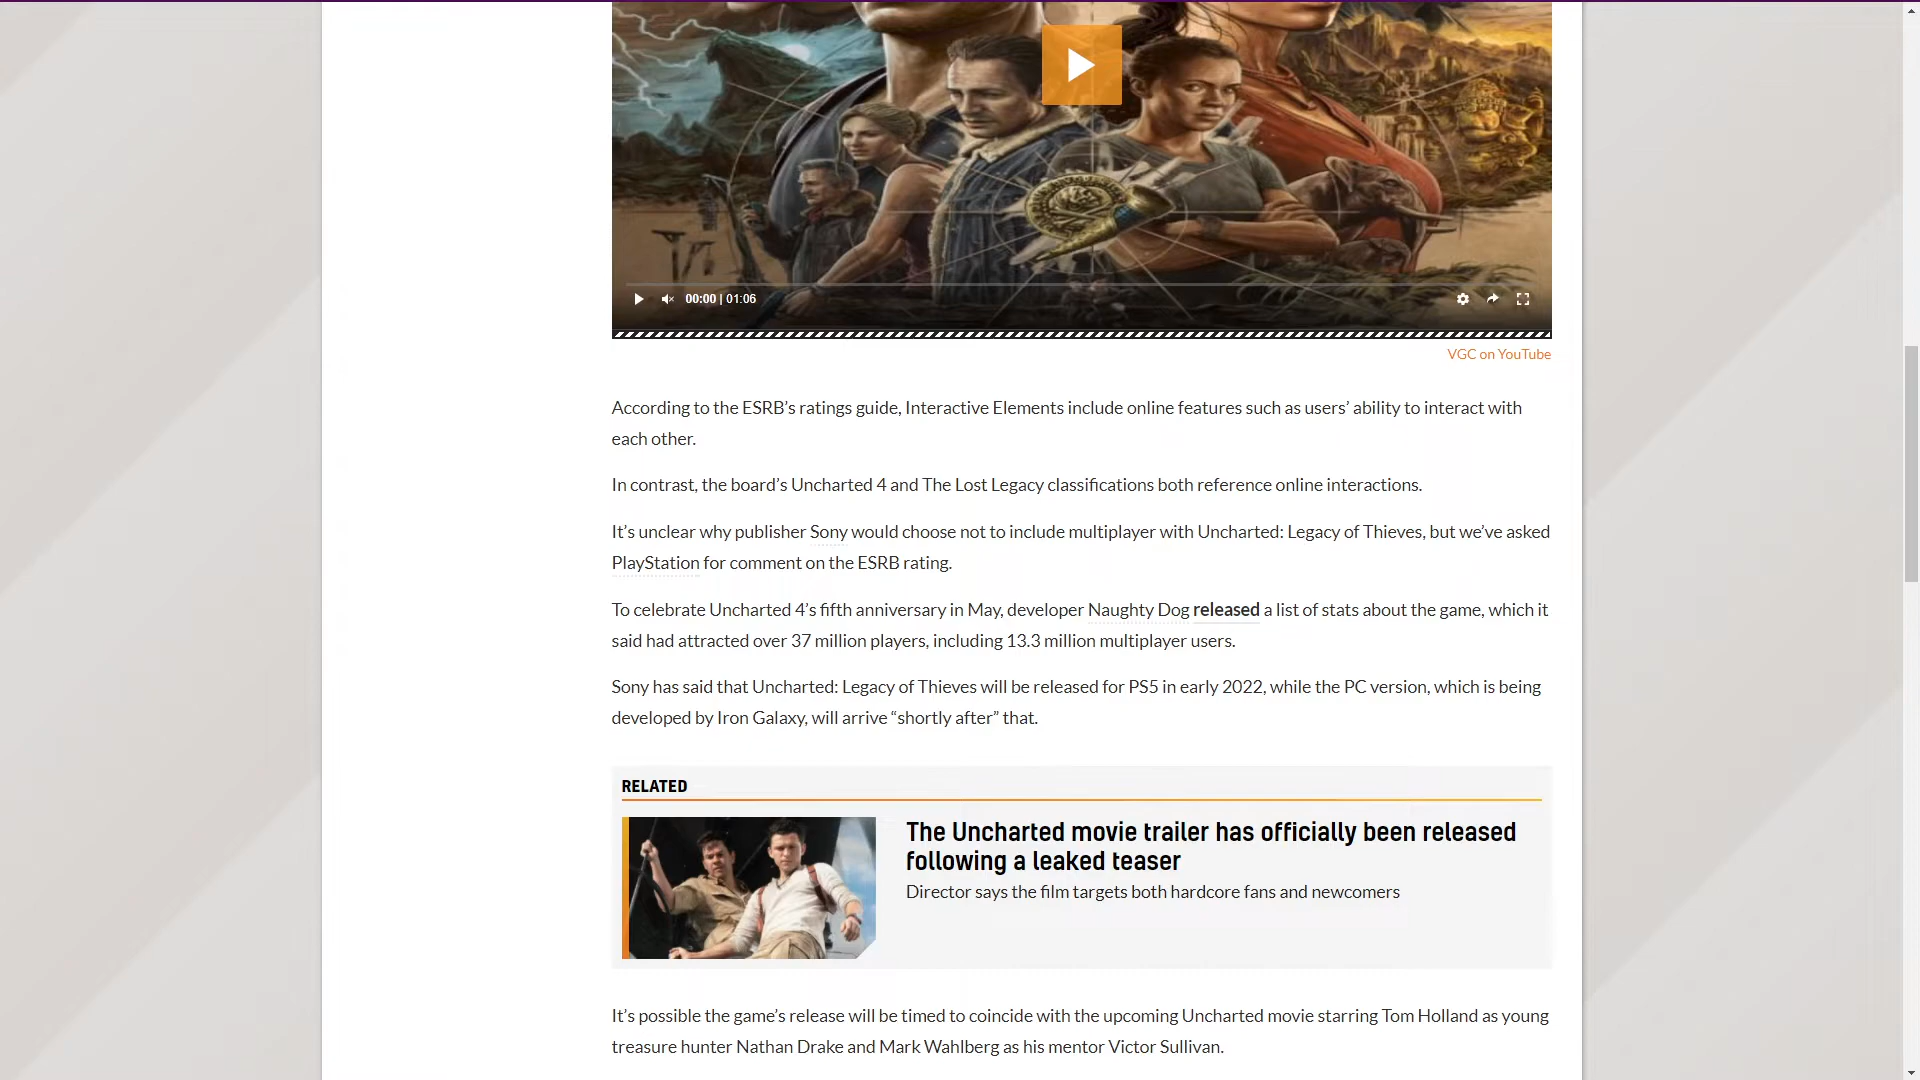 00:00 | 01:06
VGC on YouTube
According to the ESRB’s ratings guide, Interactive Elements include online features such as users’ ability to interact with
each other.
In contrast, the board’s Uncharted 4 and The Lost Legacy classifications both reference online interactions.
It’s unclear why publisher Sony would choose not to include multiplayer with Uncharted: Legacy of Thieves, but we’ve asked
PlayStation for comment on the ESRB rating.
To celebrate Uncharted 4’s fifth anniversary in May, developer Naughty Dog released a list of stats about the game, which it
said had attracted over 37 million players, including 13.3 million multiplayer users.
Sony has said that Uncharted: Legacy of Thieves will be released for PS5 in early 2022, while the PC version, which is being
developed by Iron Galaxy, will arrive “shortly after” that.
RELATED
The Uncharted movie trailer has officially been released
following a leaked teaser
Director says the film targets both hardcore fans and newcomers
It’s possible the game’s release will be timed to coincide with the upcoming Uncharted movie starring Tom Holland as young
treasure hunter Nathan Drake and Mark Wahlberg as his mentor Victor Sullivan.